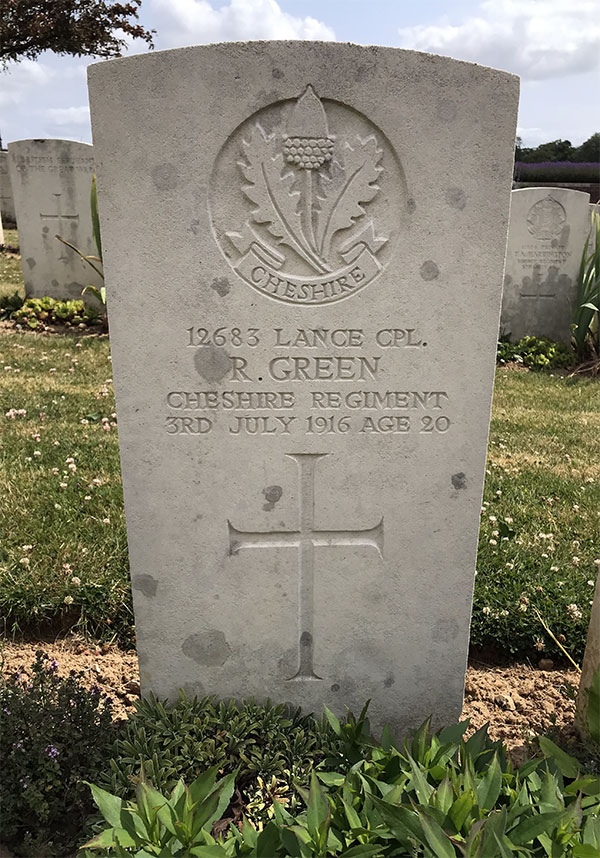 CHESHIRE
12683 LANCE CPL.
R. GREEN
CHESHIRE REGIMENT
3RD JULY 1916 AGE 20